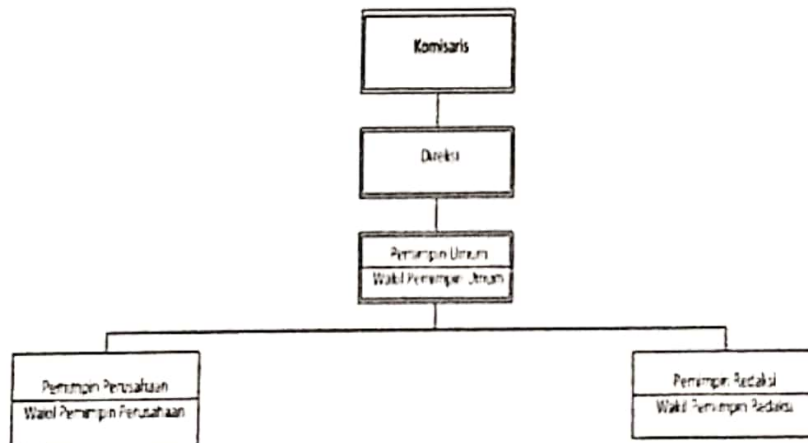 Komisaris
Direksi
Pemimpin Umum
Wakil Pemimpin Umum
Pemimpin Perusahaan
Wakil Pemimpin Perusahaan
Pemimpin Redaksi
Wakil Pemimpin Redaksi